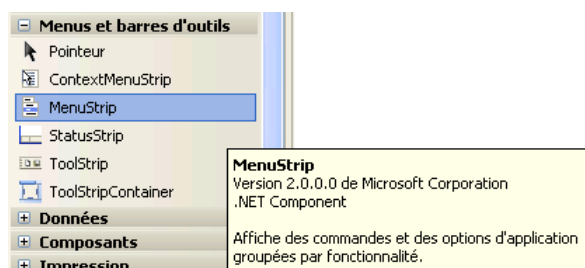 Menus et barres d'outils
Pointeur
ContextMenuStrip
MenuStrip
StatusStrip
ToolStrip
ToolStripContainer
Données
Composants
Impression
MenuStrip
Version 2.0.0.0 de Microsoft Corporation
.NET Component
Affiche des commandes et des options d'application
groupées par fonctionnalité.